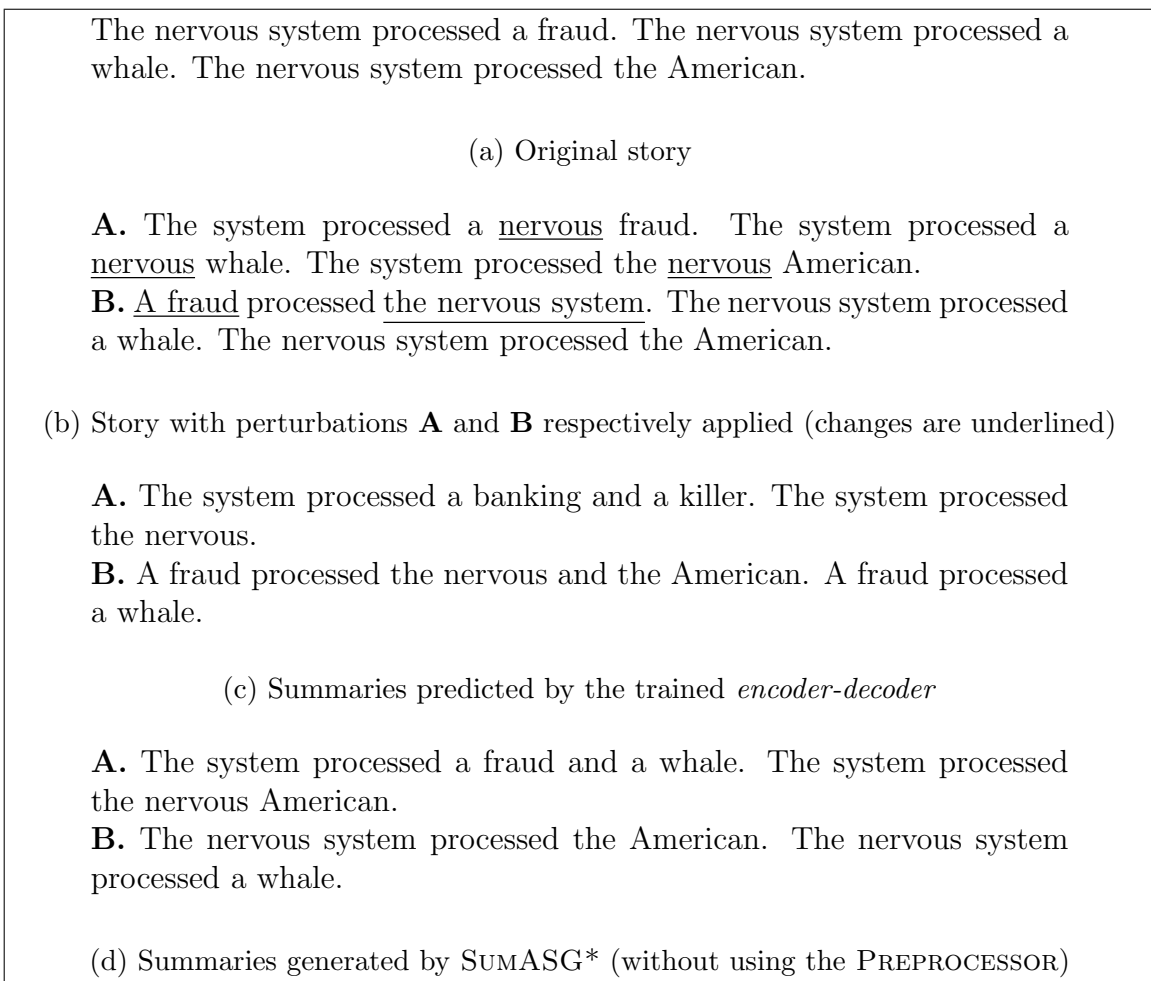 The nervous system processed a fraud. The nervous system processed a
whale. The nervous system processed the American.
(a) Original story
A. The system processed a nervous fraud. The system processed a
nervous whale. The system processed the nervous American.
B. A fraud processed the nervous system. The nervous system processed
a whale. The nervous system processed the American.
(b) Story with perturbations A and B respectively applied (changes are underlined)
A. The system processed a banking and a killer. The system processed
the nervous.
B. A fraud processed the nervous and the American. A fraud processed
a whale.
(c) Summaries predicted by the trained encoder-decoder
A. The system processed a fraud and a whale. The system processed
the nervous American.
B. The nervous system processed the American. The nervous system
processed a whale.
(d) Summaries generated by SUMASG* (without using the PREPROCESSOR)